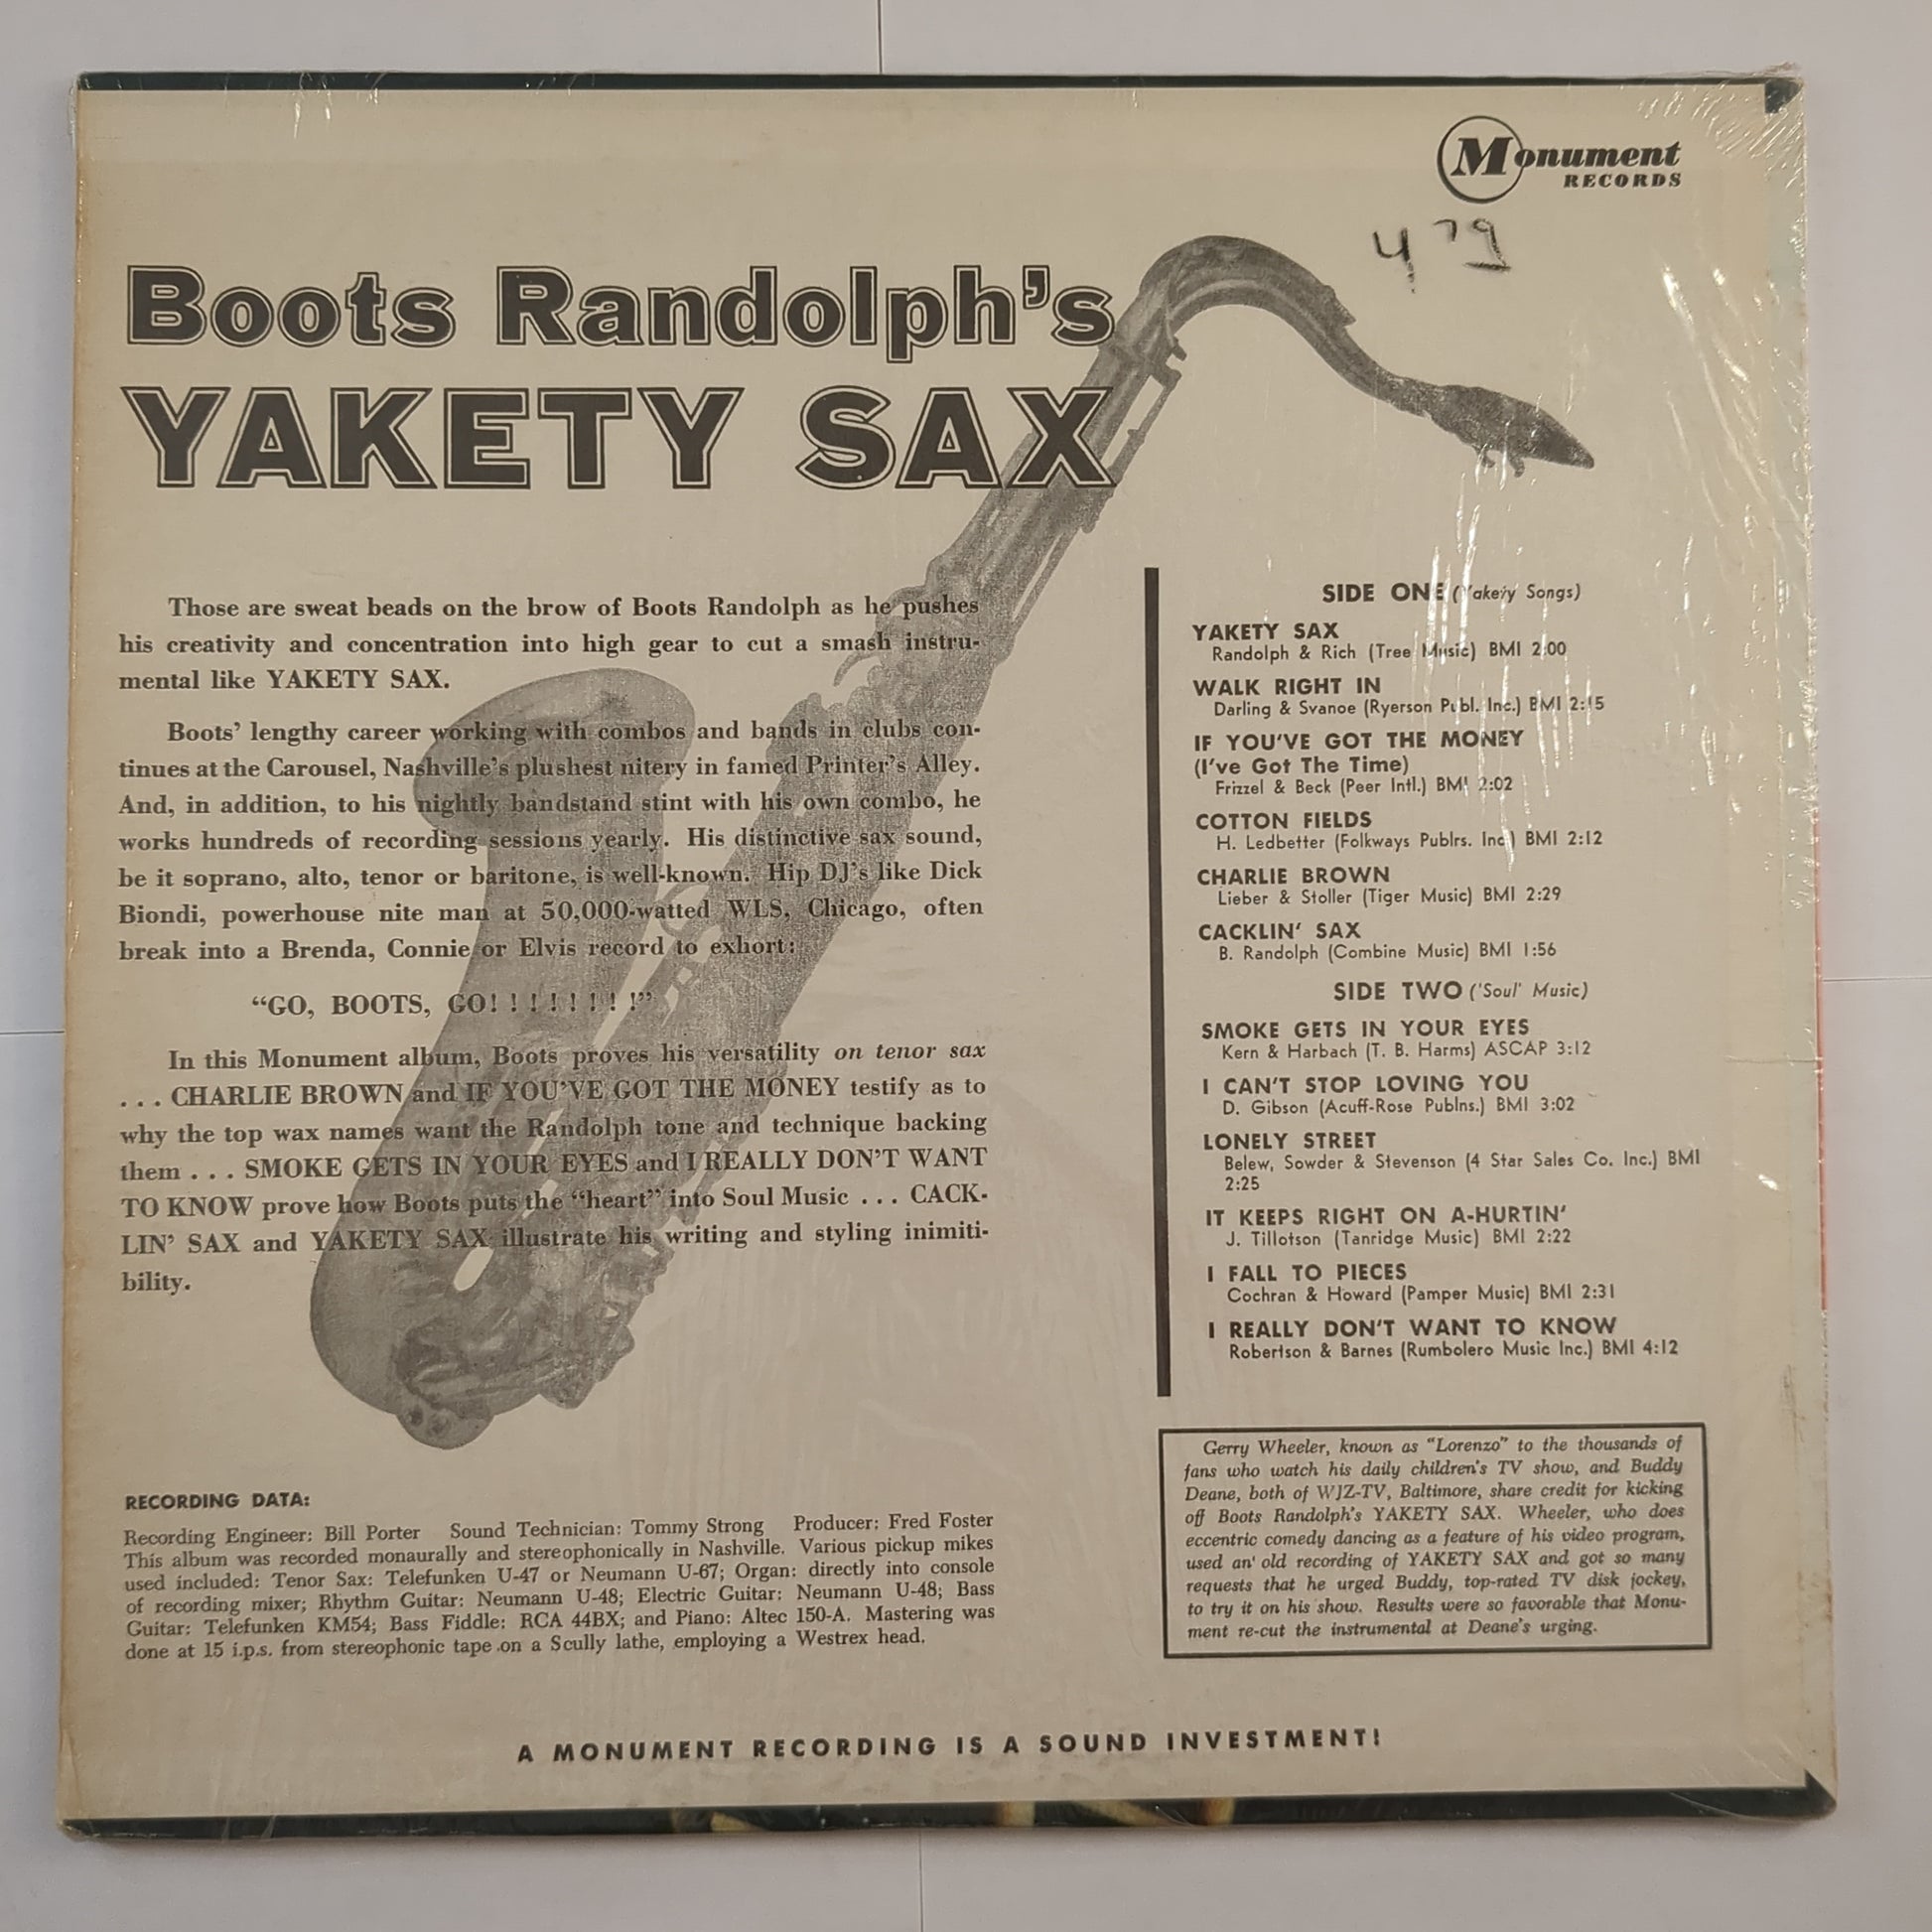 Monument
RECORDS
4 79
Boots Randolph's
YAKETY SAX
Those are sweat beads on the brow of Boots Randolph as he pushes
his creativity and concentration into high gear to cut a smash instru-
mental like YAKETY SAX.
Boots' lengthy career working with combos and bands in clubs con-
tinues at the Carousel, Nashville's plushest nitery in famed Printer's Alley.
And, in addition, to his nightly bandstand stint with his own combo, he
works hundreds of recording sessions yearly. His distinctive sax sound,
be it soprano, alto, tenor or baritone, is well-known. Hip DJ's like Dick
Biondi, powerhouse nite man at 50,000-watted WLS, Chicago, often
break into a Brenda, Connie or Elvis record to exhort:
"GO, BOOTS, GO! ! ! ! ! ! ! !"
In this Monument album, Boots proves his versatility on tenor sax
. . . CHARLIE BROWN and IF YOU'VE GOT THE MONEY testify as to
why the top wax names want the Randolph tone and technique backing
them . . . SMOKE GETS IN YOUR EYES and I REALLY DON'T WANT
TO KNOW prove how Boots puts the "heart" into Soul Music . . . CACK-
LIN' SAX and YAKETY SAX illustrate his writing and styling inimiti-
bility.
RECORDING DATA:
Recording Engineer: Bill Porter Sound Technician: Tommy Strong Producer: Fred Foster
This album was recorded monaurally and stereophonically in Nashville. Various pickup mikes
used included: Tenor Sax: Telefunken U-47 or Neumann U-67; Organ: directly into console
of recording mixer; Rhythm Guitar: Neumann U-48; Electric Guitar: Neumann U-48; Bass
Guitar: Telefunken KM54; Bass Fiddle: RCA 44BX; and Piano: Altec 150-A. Mastering was
done at 15 i.p.s. from stereophonic tape on a Scully lathe, employing a Westrex head.
SIDE ONE (Yakety Songs)
YAKETY SAX
Randolph & Rich (Tree Music) BMI 2:00
WALK RIGHT IN
Darling & Svanoe (Ryerson Publ. Inc.) BMI 2:15
IF YOU'VE GOT THE MONEY
(I've Got The Time)
Frizzel & Beck (Peer Intl.) BMI 2:02
COTTON FIELDS
H. Ledbetter (Folkways Publrs. Inc.) BMI 2:12
CHARLIE BROWN
Lieber & Stoller (Tiger Music) BMI 2:29
CACKLIN' SAX
B. Randolph (Combine Music) BMI 1:56
SIDE TWO ('Soul' Music)
SMOKE GETS IN YOUR EYES
Kern & Harbach (T. B. Harms) ASCAP 3:12
I CAN'T STOP LOVING YOU
D. Gibson (Acuff-Rose Publns.) BMI 3:02
LONELY STREET
Belew, Sowder & Stevenson (4 Star Sales Co. Inc.) BMI
2:25
IT KEEPS RIGHT ON A-HURTIN'
J. Tillotson (Tanridge Music) BMI 2:22
I FALL TO PIECES
Cochran & Howard (Pamper Music) BMI 2:31
I REALLY DON'T WANT TO KNOW
Robertson & Barnes (Rumbolero Music Inc.) BMI 4:12
Gerry Wheeler, known as "Lorenzo" to the thousands of
fans who watch his daily children's TV show, and Buddy
Deane, both of WJZ-TV, Baltimore, share credit for kicking
off Boots Randolph's YAKETY SAX. Wheeler, who does
eccentric comedy dancing as a feature of his video program,
used an' old recording of YAKETY SAX and got so many
requests that he urged Buddy, top-rated TV disk jockey,
to try it on his show. Results were so favorable that Monu-
ment re-cut the instrumental at Deane's urging.
A MONUMENT RECORDING IS A SOUND INVESTMENT!